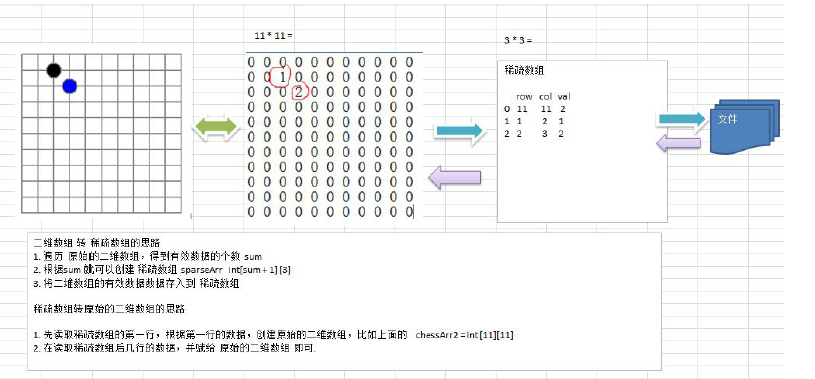 11 * 11 =
3 * 3 =
0 0 0 0 0 0 0 0 0 0 0
0 0 1 0 0 0 0 0 0 0 0
0 0 0 2 0 0 0 0 0 0 0
0 0 0 0 0 0 0 0 0 0 0
0 0 0 0 0 0 0 0 0 0 0
0 0 0 0 0 0 0 0 0 0 0
0 0 0 0 0 0 0 0 0 0 0
0 0 0 0 0 0 0 0 0 0 0
0 0 0 0 0 0 0 0 0 0 0
0 0 0 0 0 0 0 0 0 0 0
0 0 0 0 0 0 0 0 0 0 0
稀疏数组
row col val
0 11 11 2
1 1 2 1
2 2 3 2
文件
二维数组 转 稀疏数组的思路
1. 遍历 原始的二维数组，得到有效数据的个数 sum
2. 根据sum 就可以创建 稀疏数组 sparseArr int[sum + 1] [3]
3. 将二维数组的有效数据数据存入到 稀疏数组
稀疏数组转原始的二维数组的思路
1. 先读取稀疏数组的第一行，根据第一行的数据，创建原始的二维数组，比如上面的 chessArr2 = int [11][11]
2. 在读取稀疏数组后几行的数据，并赋给 原始的二维数组 即可.